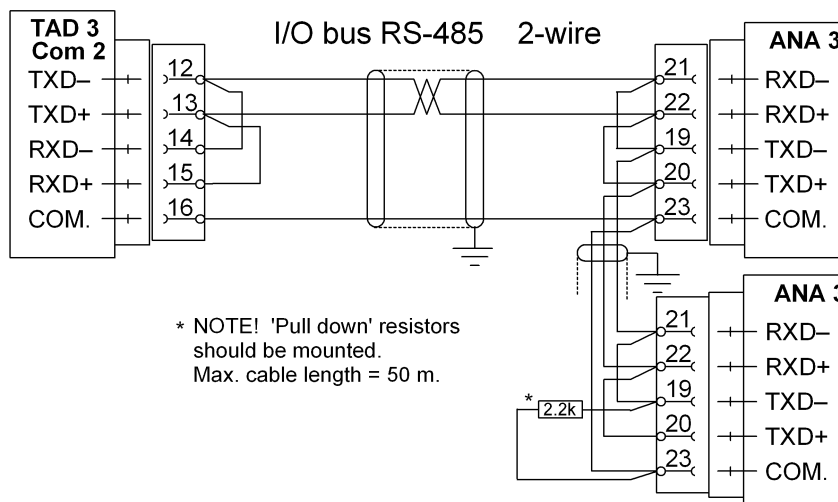 I/O bus RS-485 2-wire
TAD 3
Com 2
TXD–
TXD+
RXD–
RXD+
COM.
12
13
14
15
16
21
22
19
20
23
ANA 3
RXD–
RXD+
TXD–
TXD+
COM.
* NOTE! 'Pull down' resistors
should be mounted.
Max. cable length = 50 m.
*
2.2k
21
22
19
20
23
ANA 3
RXD–
RXD+
TXD–
TXD+
COM.